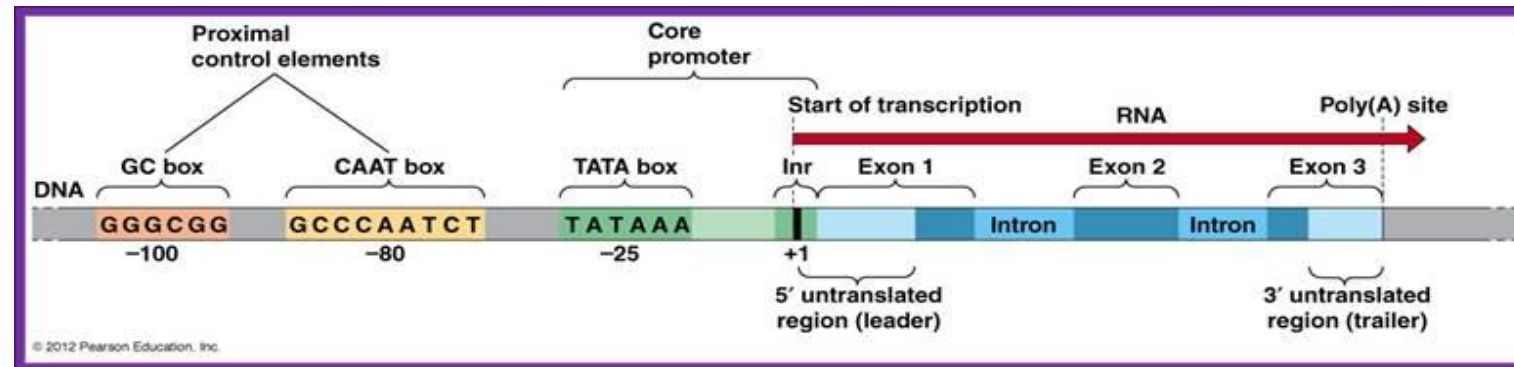 Proximal
control elements
Core
promoter
Start of transcription
RNA
Poly(A) site
DNA
GC box
CAAT box
TATA box
Inr
Exon 1
Exon 2
Exon 3
GGGCGG
GCCCAATCT
TATAAA
Intron
Intron
−100
−80
−25
+1
5′ untranslated
region (leader)
3′ untranslated
region (trailer)
© 2012 Pearson Education, Inc.